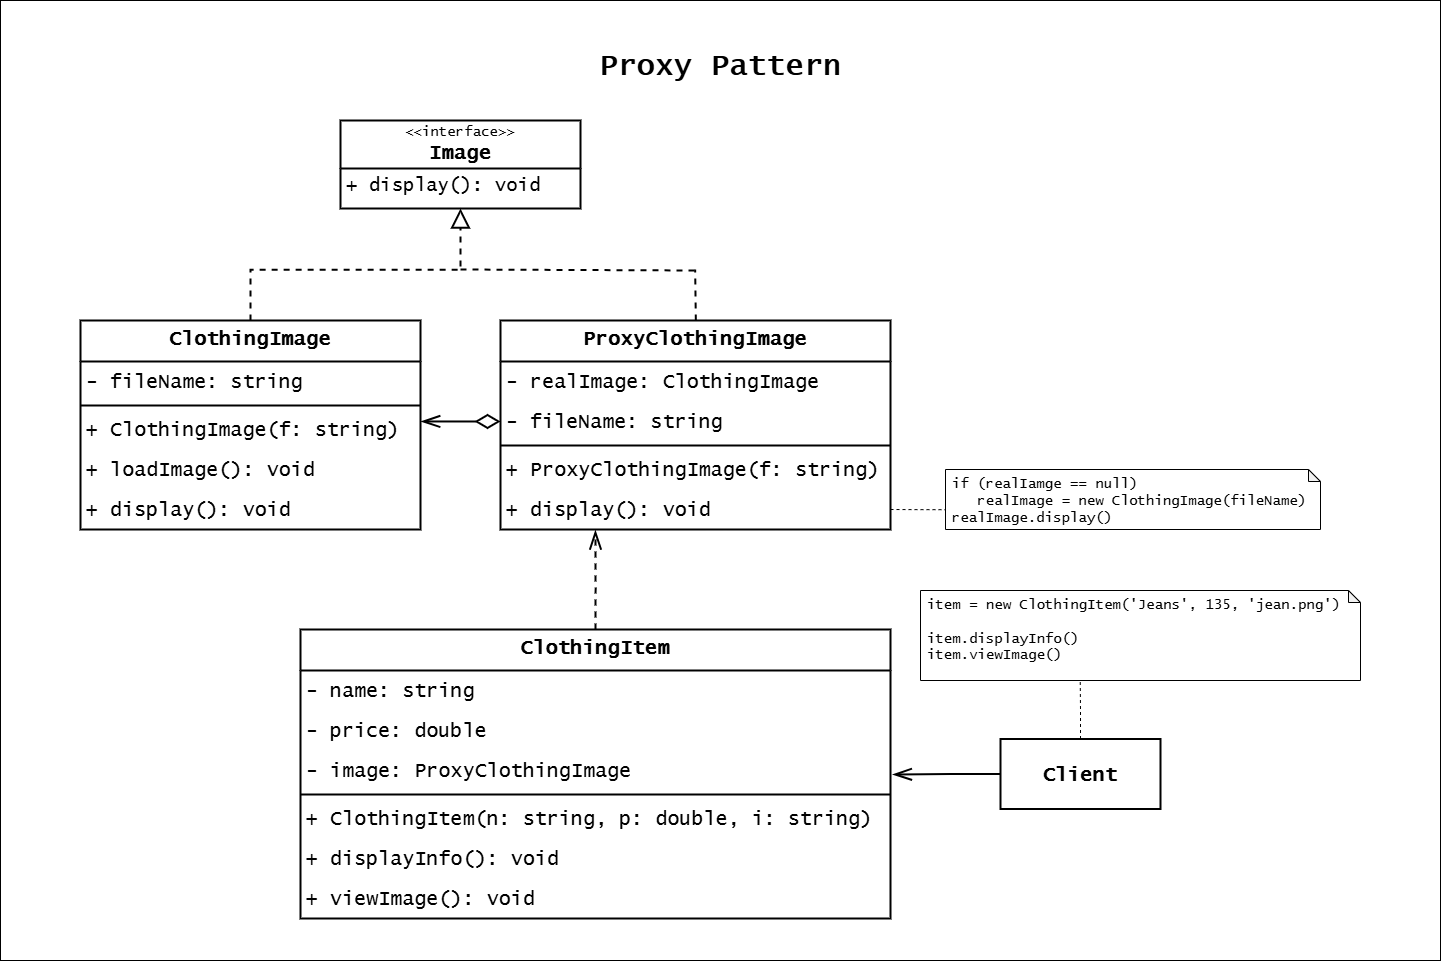 Proxy Pattern
<<interface>>
Image
+ display(): void
ClothingImage
- fileName: string
+ ClothingImage(f: string)
+ loadImage(): void
+ display(): void
ProxyClothingImage
- realImage: ClothingImage
- fileName: string
+ ProxyClothingImage(f: string)
+ display(): void
if (realIamge == null)
realImage = new ClothingImage(fileName)
realImage.display()
item = new ClothingItem('Jeans', 135, 'jean.png')
item.displayInfo()
item.viewImage()
ClothingItem
- name: string
- price: double
- image: ProxyClothingImage
+ ClothingItem(n: string, p: double, i: string)
+ displayInfo(): void
+ viewImage(): void
Client